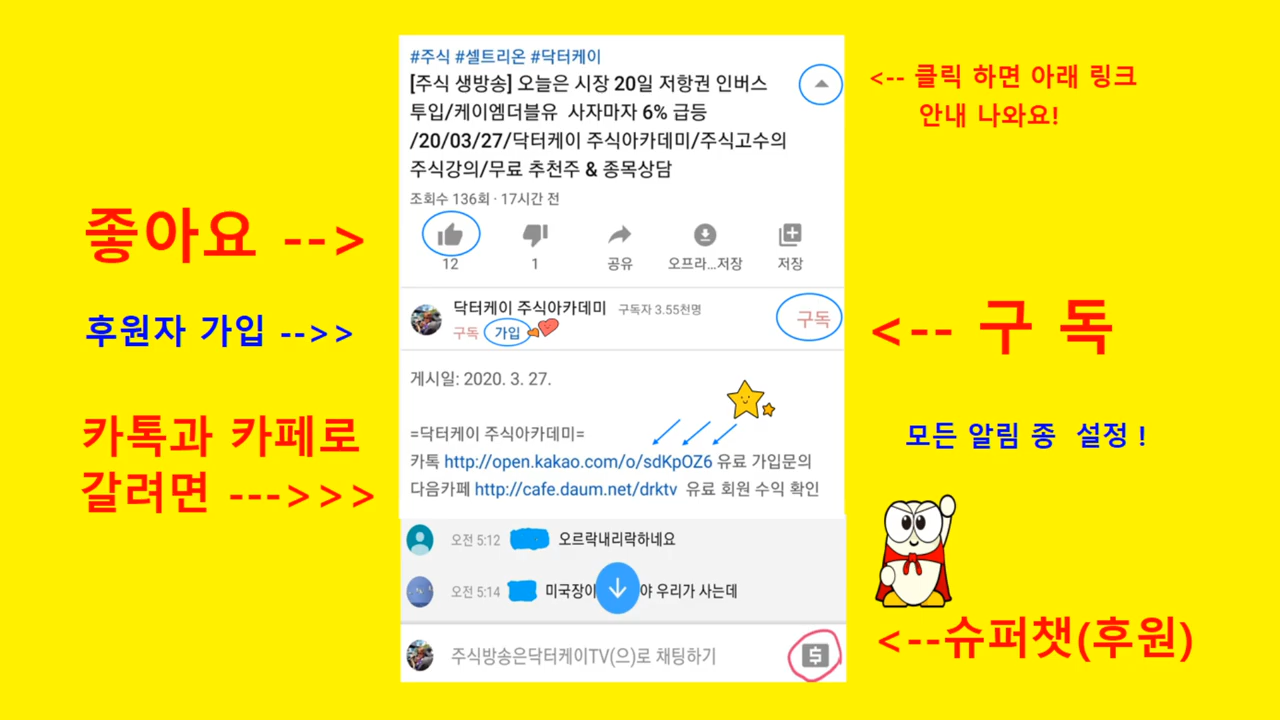 #주식 #셀트리온 #닥터케이
[주식 생방송] 오늘은 시장 20일 저항권 인버스
투입/케이엠더블유 사자마자 6% 급등
/20/03/27/닥터케이 주식아카데미/주식고수의
주식강의/무료 추천주 & 종목상담
조회수 136회 · 17시간 전
<-- 클릭 하면 아래 링크
안내 나와요!
좋아요 -->
12
1
공유
오프라...저장
저장
후원자 가입 -->>
닥터케이 주식아카데미 구독자 3.55천명
구독 가입
구독
<-- 구 독
게시일: 2020. 3. 27.
카톡과 카페로
갈려면 --->>>
=닥터케이 주식아카데미=
카톡 http://open.kakao.com/o/sdKpOZ6 유료 가입문의
다음카페 http://cafe.daum.net/drktv 유료 회원 수익 확인
모든 알림 종 설정 !
오전 5:12 오르락내리락하네요
오전 5:14 미국장이 야 우리가 사는데
주식방송은닥터케이TV(으)로 채팅하기
$
<--슈퍼챗(후원)